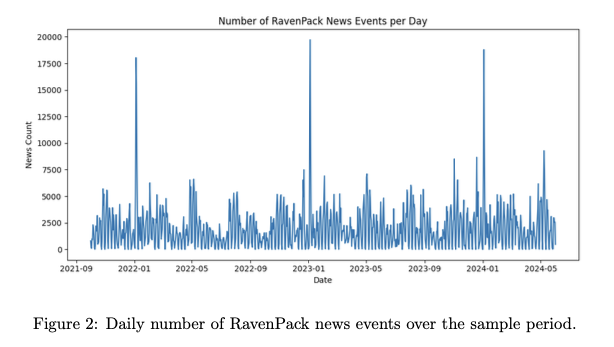 Number of RavenPack News Events per Day
20000
17500
15000
12500
10000
7500
5000
2500
0
News Count
2021-09 2022-01 2022-05 2022-09 2023-01 2023-05 2023-09 2024-01 2024-05
Date
Figure 2: Daily number of RavenPack news events over the sample period.